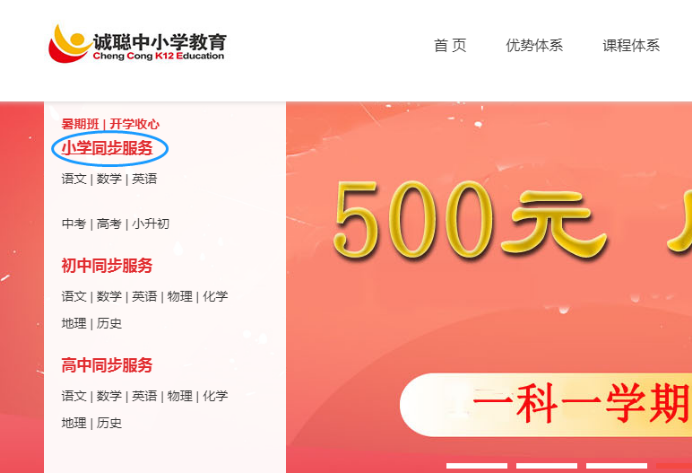 诚聪中小学教育
Cheng Cong K12 Education
首 页 优势体系 课程体系
暑期班 | 开学收心
小学同步服务
语文 | 数学 | 英语
中考 | 高考 | 小升初
初中同步服务
语文 | 数学 | 英语 | 物理 | 化学
地理 | 历史
高中同步服务
语文 | 数学 | 英语 | 物理 | 化学
地理 | 历史
500元
一科一学期